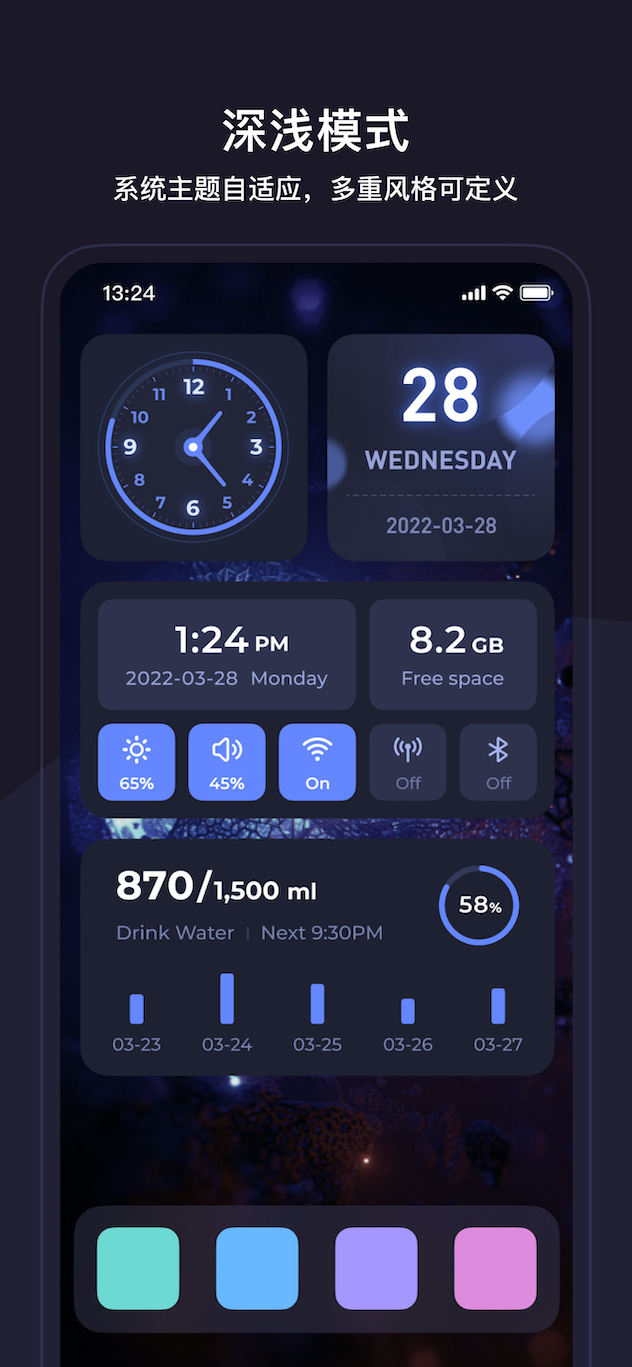 深浅模式
系统主题自适应，多重风格可定义
13:24
12
1
2
3
4
5
6
7
8
9
10
11
28
WEDNESDAY
2022-03-28
1:24 PM
2022-03-28 Monday
8.2 GB
Free space
65%
45%
On
Off
Off
870/1,500 ml
Drink Water | Next 9:30PM
58%
03-23 03-24 03-25 03-26 03-27